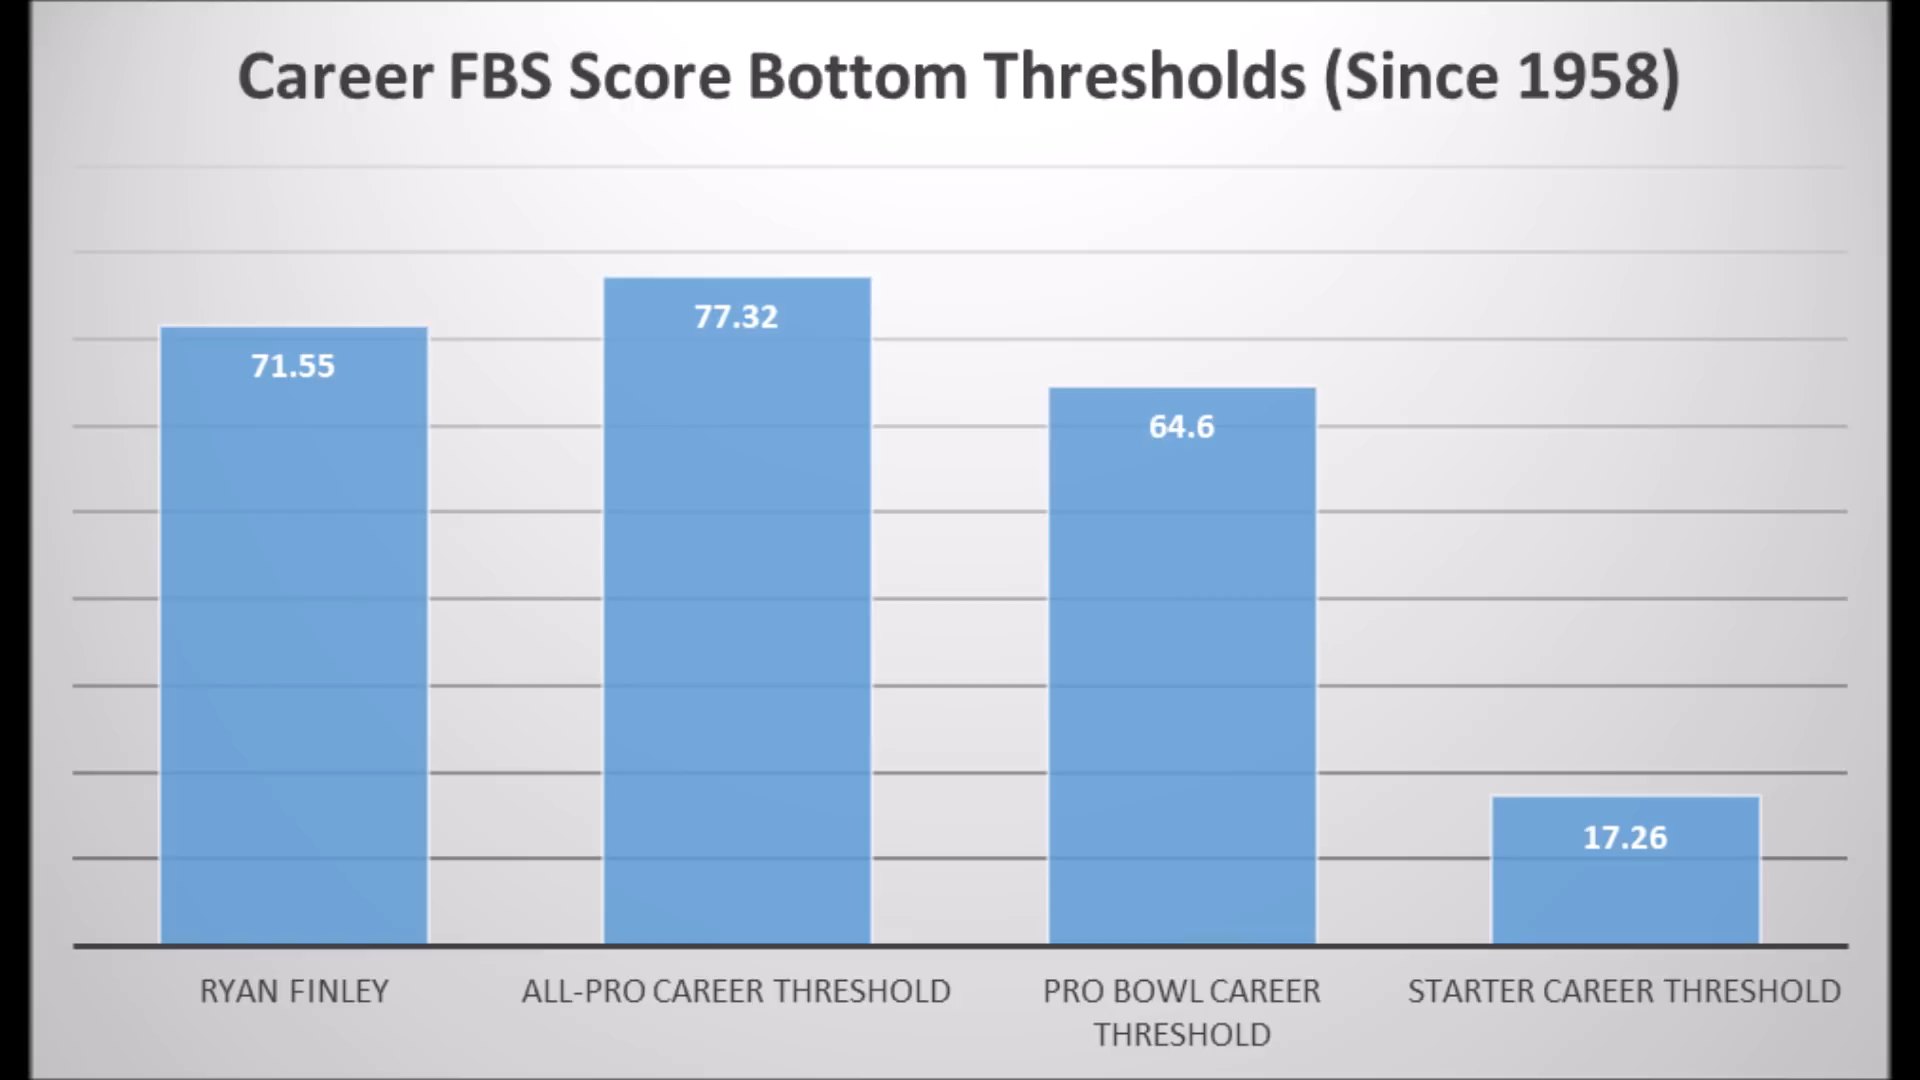 Career FBS Score Bottom Thresholds (Since 1958)
71.55
77.32
64.6
17.26
RYAN FINLEY
ALL-PRO CAREER THRESHOLD
PRO BOWL CAREER
THRESHOLD
STARTER CAREER THRESHOLD